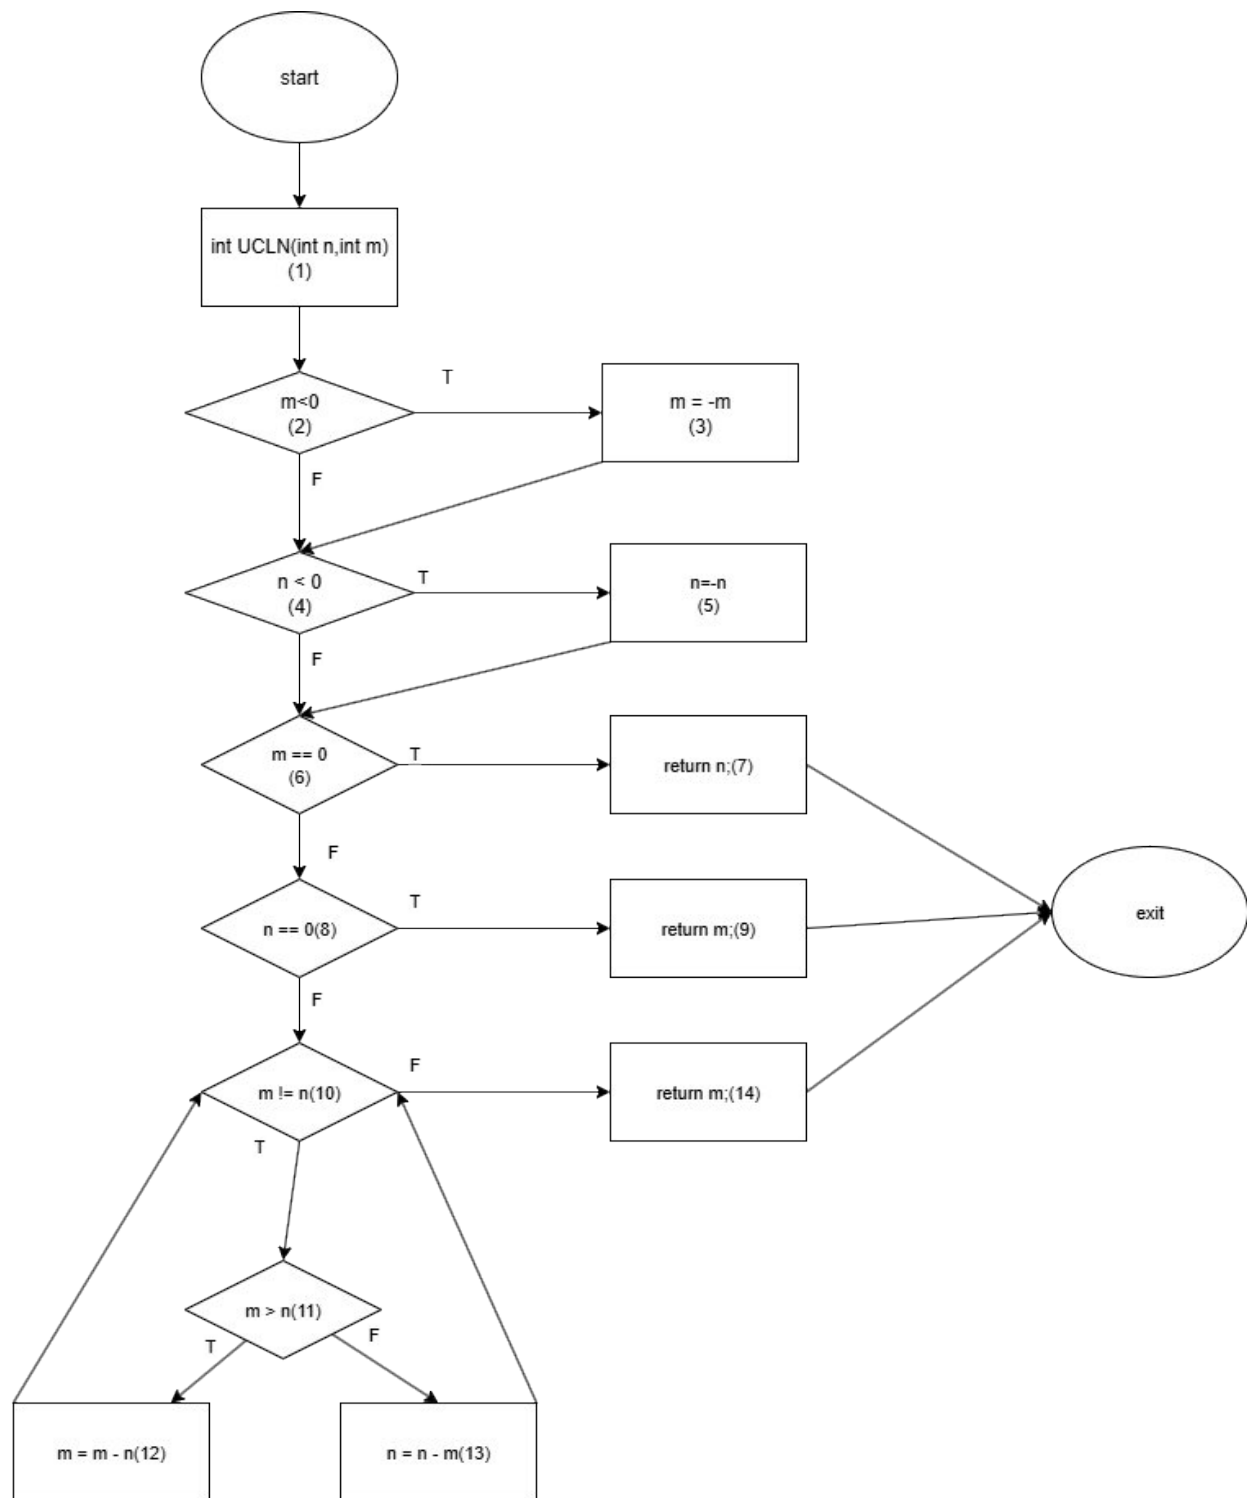 start
int UCLN(int n,int m)
(1)
m<0
(2)
T
m = -m
(3)
F
n < 0
(4)
T
n=-n
(5)
F
m == 0
(6)
T
return n;(7)
F
n == 0(8)
T
return m;(9)
exit
F
m != n(10)
F
return m;(14)
T
m > n(11)
T
F
m = m - n(12)
n = n - m(13)